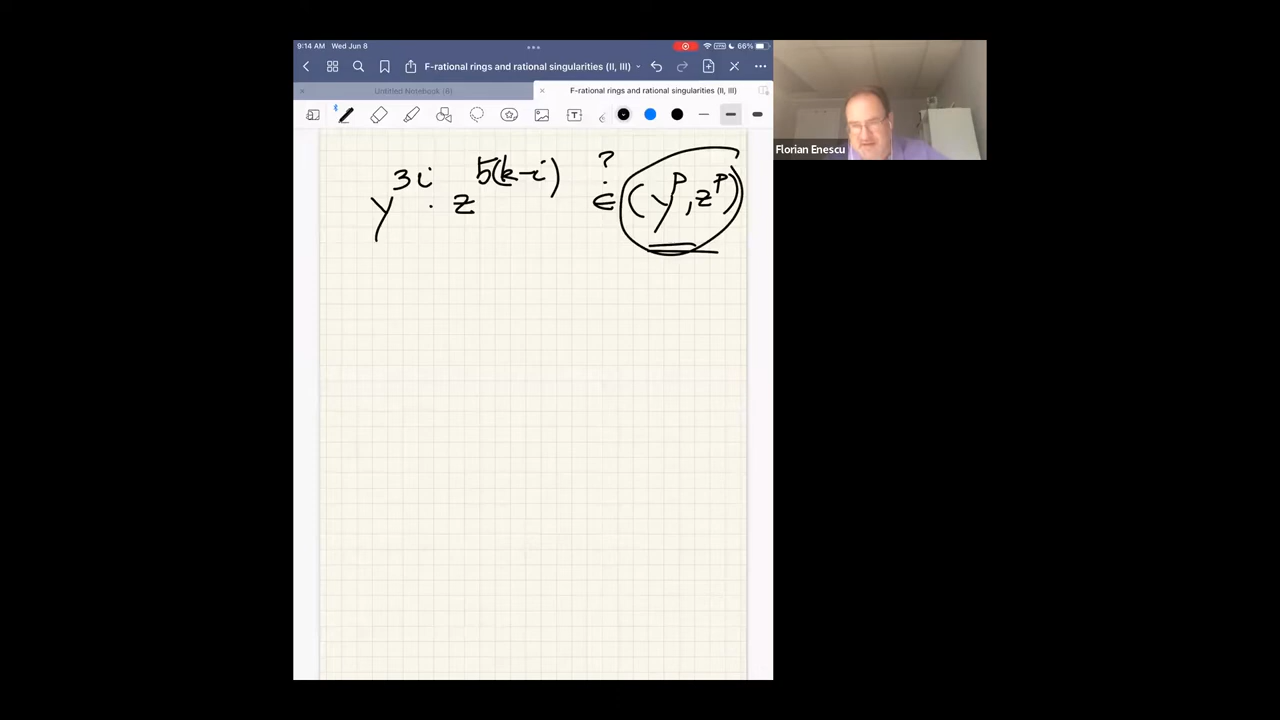 9:14 AM Wed Jun 8
66%
F-rational rings and rational singularities (II, III)
Untitled Notebook (8)
F-rational rings and rational singularities (II, III)
y^{3i} · z^{5(k-i)} ?∈ (y^p, z^p)
Florian Enescu